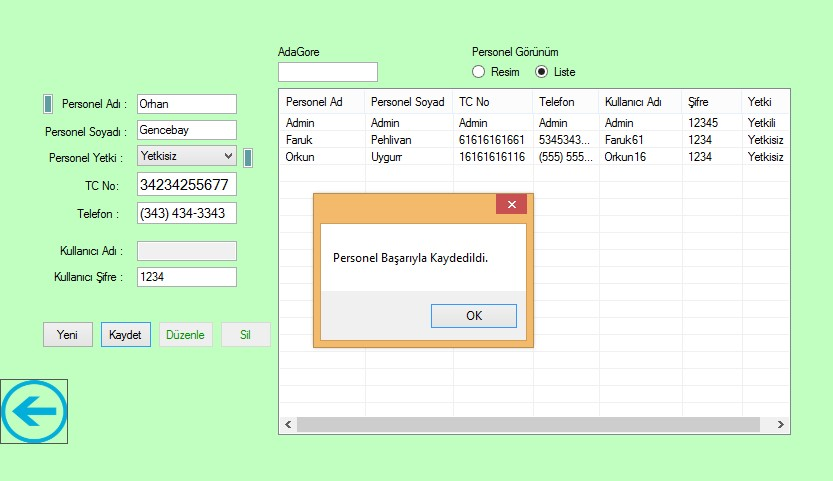 AdaGore
Personel Görünüm
Resim Liste
Personel Adı : Orhan
Personel Soyadı : Gencebay
Personel Yetki : Yetkisiz
TC No: 34234255677
Telefon : (343) 434-3343
Kullanıcı Adı :
Kullanıcı Şifre : 1234
Yeni Kaydet Düzenle Sil
Personel Ad Personel Soyad TC No Telefon Kullanıcı Adı Şifre Yetki
Admin Admin Admin Admin Admin 12345 Yetkili
Faruk Pehlivan 61616161661 5345343... Faruk61 1234 Yetkisiz
Orkun Uygurr 16161616116 (555) 555... Orkun16 1234 Yetkisiz
Personel Başarıyla Kaydedildi.
OK